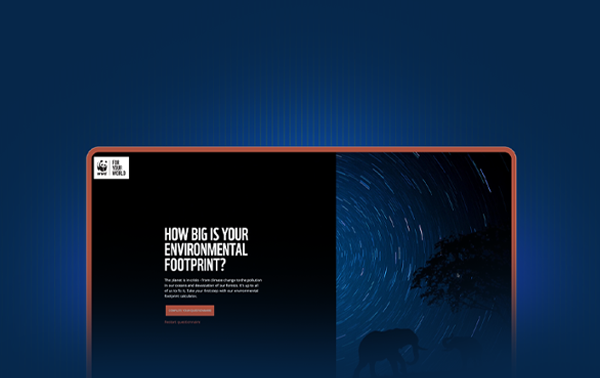 WWF
FOR
YOUR
WORLD
HOW BIG IS YOUR
ENVIRONMENTAL
FOOTPRINT?
The planet is in crisis - from climate change to the pollution
in our oceans and devastation of our forests. It's up to all
of us to fix it. Take your first step with our environmental
footprint calculator.